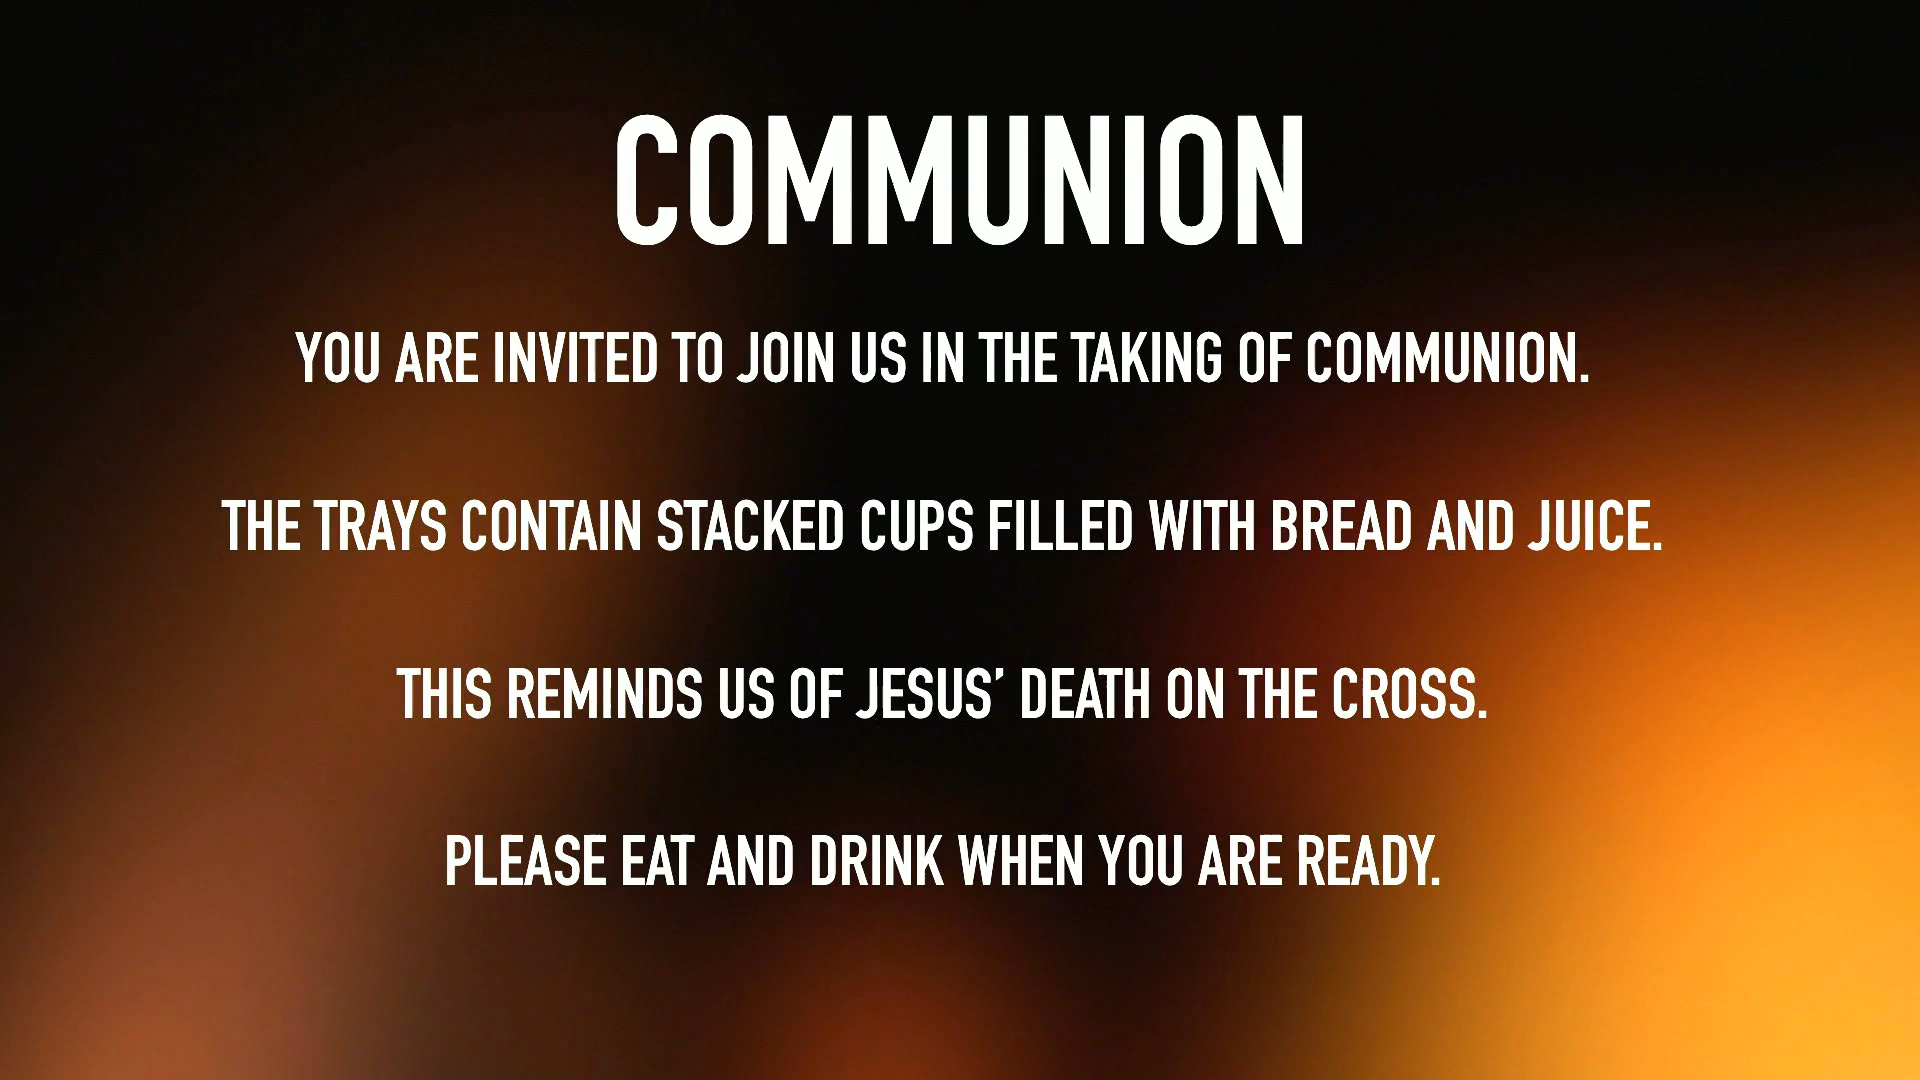 COMMUNION
YOU ARE INVITED TO JOIN US IN THE TAKING OF COMMUNION.
THE TRAYS CONTAIN STACKED CUPS FILLED WITH BREAD AND JUICE.
THIS REMINDS US OF JESUS’ DEATH ON THE CROSS.
PLEASE EAT AND DRINK WHEN YOU ARE READY.